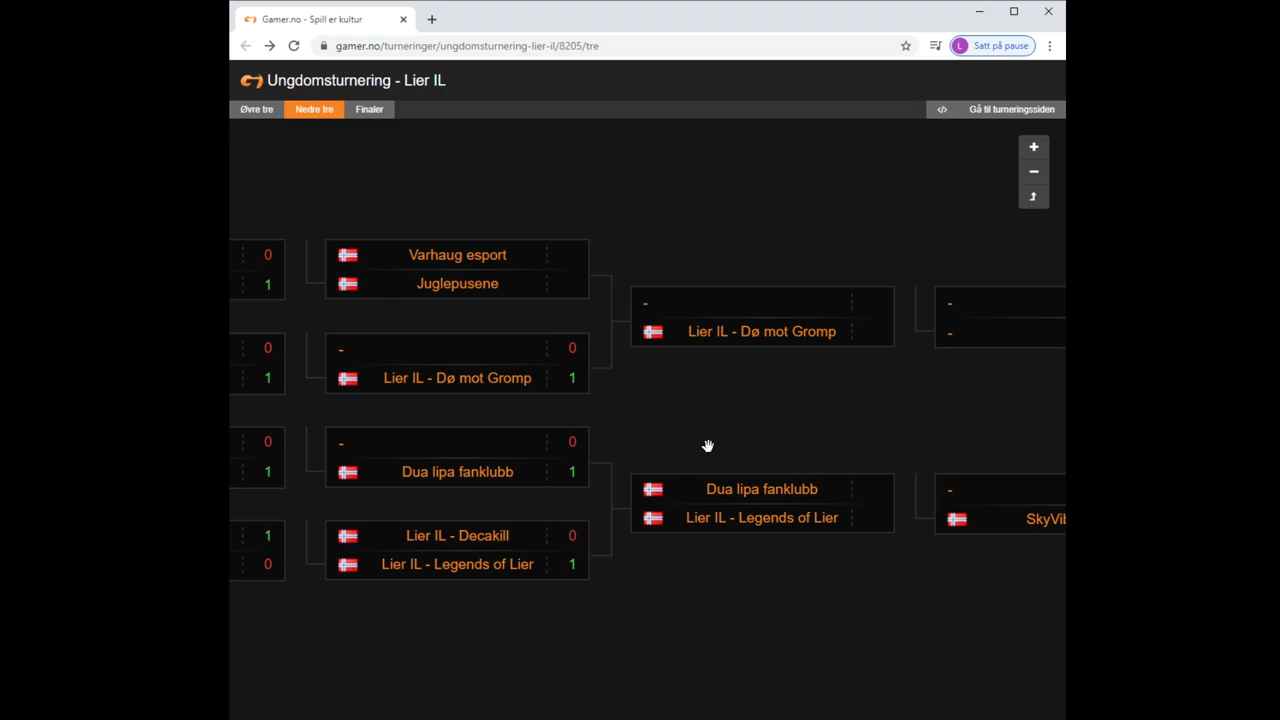 Gamer.no - Spill er kultur
gamer.no/turneringer/ungdomsturnering-lier-il/8205/tre
L Satt på pause
Ungdomsturnering - Lier IL
Øvre tre Nedre tre Finaler
</> Gå til turneringssiden
0
1
Varhaug esport
Juglepusene
-
Lier IL - Dø mot Gromp
-
-
0
1
- 0
Lier IL - Dø mot Gromp 1
0
1
- 0
Dua lipa fanklubb 1
Dua lipa fanklubb
Lier IL - Legends of Lier
-
SkyVib
1
0
Lier IL - Decakill 0
Lier IL - Legends of Lier 1